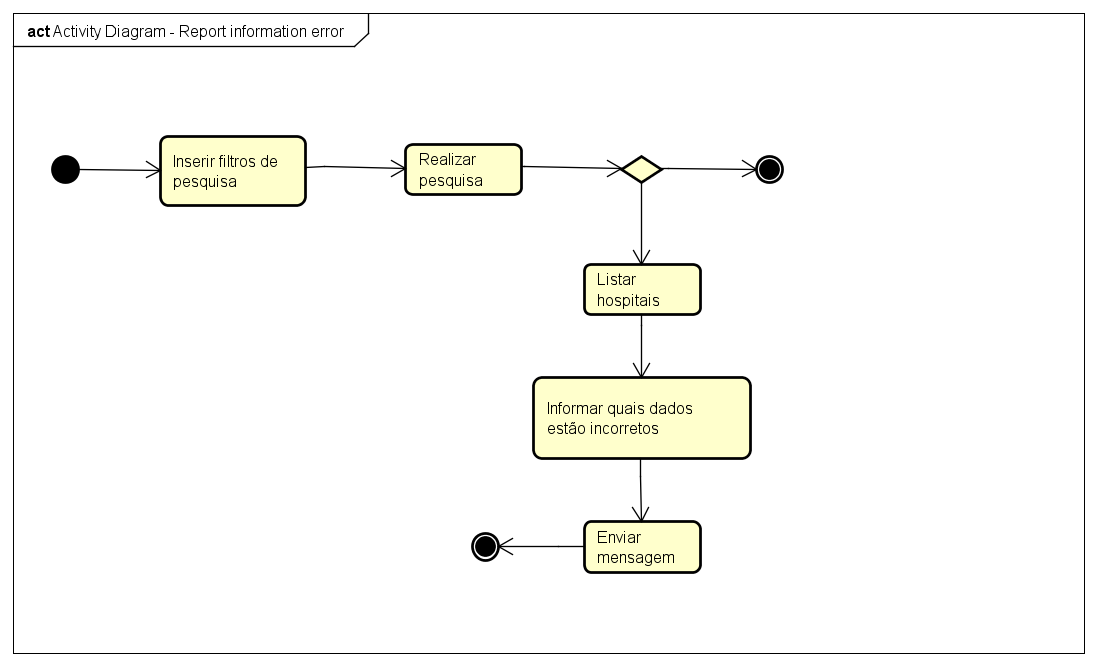 act Activity Diagram - Report information error
Inserir filtros de
pesquisa
Realizar
pesquisa
Listar
hospitais
Informar quais dados
estão incorretos
Enviar
mensagem